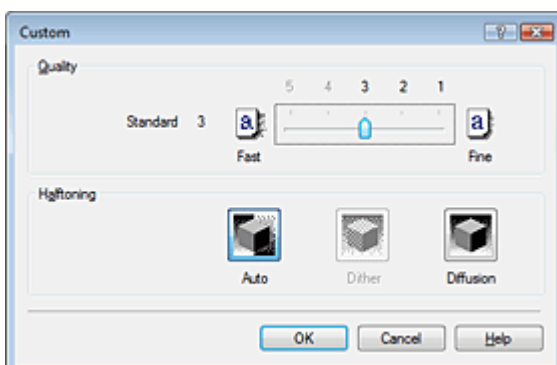 Custom
Quality
5 4 3 2 1
Standard 3
a a
Fast Fine
Halftoning
Auto Dither Diffusion
OK Cancel Help